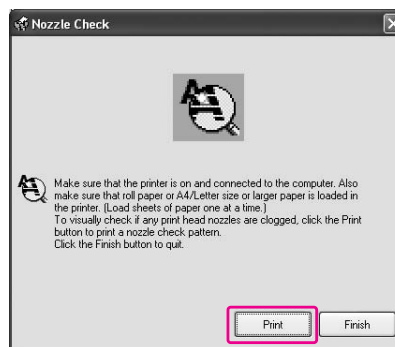 Nozzle Check
Make sure that the printer is on and connected to the computer. Also
make sure that roll paper or A4/Letter size or larger paper is loaded in
the printer. (Load sheets of paper one at a time.)
To visually check if any print head nozzles are clogged, click the Print
button to print a nozzle check pattern.
Click the Finish button to quit.
Print
Finish